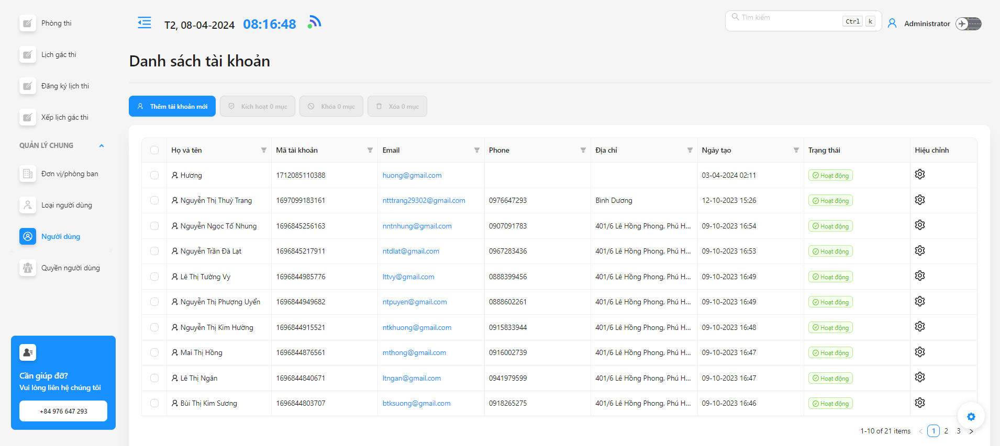 Phòng thi
Lịch gác thi
Đăng ký lịch thi
Xếp lịch gác thi
QUẢN LÝ CHUNG
Đơn vị/phòng ban
Loại người dùng
Người dùng
Quyền người dùng
Cần giúp đỡ?
Vui lòng liên hệ chúng tôi
+84 976 647 293
T2, 08-04-2024 08:16:48
Tìm kiếm Ctrl k
Administrator
Danh sách tài khoản
Thêm tài khoản mới Kích hoạt 0 mục Khóa 0 mục Xóa 0 mục
Họ và tên Mã tài khoản Email Phone Địa chỉ Ngày tạo Trạng thái Hiệu chỉnh
Hương 1712085110388 huong@gmail.com 03-04-2024 02:11 Hoạt động
Nguyễn Thị Thuỳ Trang 1697099183161 ntttrang29302@gmail.com 0976647293 Bình Dương 12-10-2023 15:26 Hoạt động
Nguyễn Ngọc Tố Nhung 1696845256163 nntnhung@gmail.com 0907091783 401/6 Lê Hồng Phong, Phú H... 09-10-2023 16:54 Hoạt động
Nguyễn Trần Đà Lạt 1696845217911 ntdlat@gmail.com 0967283436 401/6 Lê Hồng Phong, Phú H... 09-10-2023 16:53 Hoạt động
Lê Thị Tường Vy 1696844985776 lttvy@gmail.com 0888399456 401/6 Lê Hồng Phong, Phú H... 09-10-2023 16:49 Hoạt động
Nguyễn Thị Phượng Uyển 1696844949682 ntpuyen@gmail.com 0888602261 401/6 Lê Hồng Phong, Phú H... 09-10-2023 16:49 Hoạt động
Nguyễn Thị Kim Hường 1696844915521 ntkhuong@gmail.com 0915833944 401/6 Lê Hồng Phong, Phú H... 09-10-2023 16:48 Hoạt động
Mai Thị Hồng 1696844876561 mthong@gmail.com 0916002739 401/6 Lê Hồng Phong, Phú H... 09-10-2023 16:47 Hoạt động
Lê Thị Ngân 1696844840671 ltngan@gmail.com 0941979599 401/6 Lê Hồng Phong, Phú H... 09-10-2023 16:47 Hoạt động
Bùi Thị Kim Sương 1696844803707 btksuong@gmail.com 0918265275 401/6 Lê Hồng Phong, Phú H... 09-10-2023 16:46 Hoạt động
1-10 of 21 items < 1 2 3 >